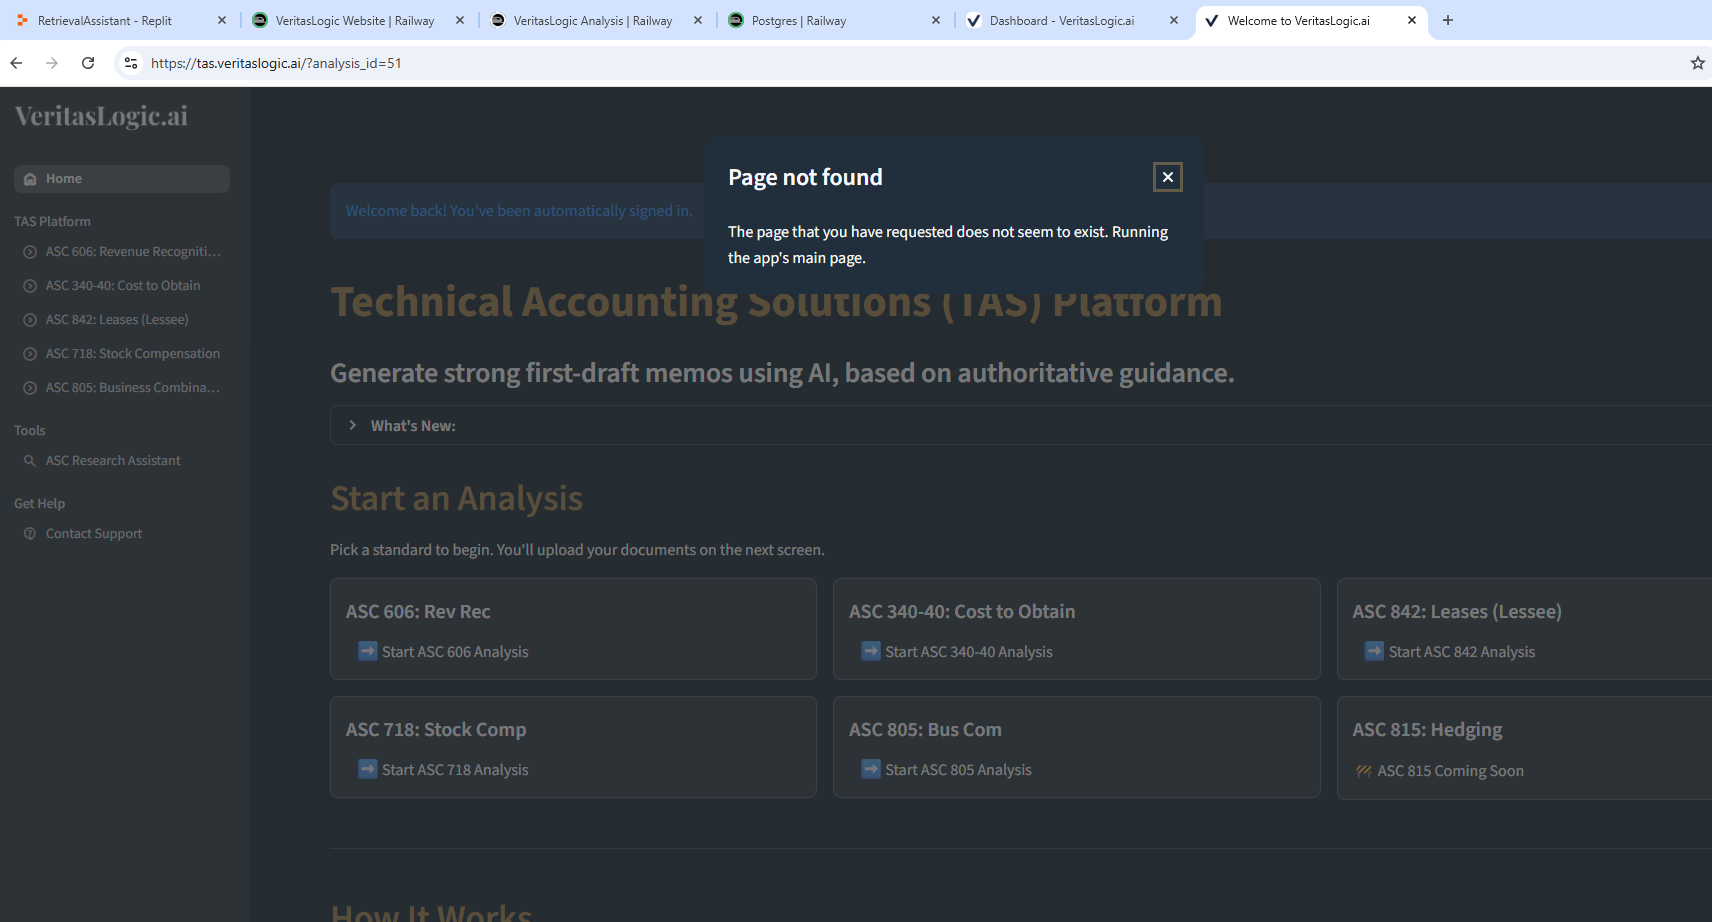 RetrievalAssistant - Replit
VeritasLogic Website | Railway
VeritasLogic Analysis | Railway
Postgres | Railway
Dashboard - VeritasLogic.ai
Welcome to VeritasLogic.ai
https://tas.veritaslogic.ai/?analysis_id=51
VeritasLogic.ai
Home
TAS Platform
ASC 606: Revenue Recogniti...
ASC 340-40: Cost to Obtain
ASC 842: Leases (Lessee)
ASC 718: Stock Compensation
ASC 805: Business Combina...
Tools
ASC Research Assistant
Get Help
Contact Support
Page not found
The page that you have requested does not seem to exist. Running
the app's main page.
Welcome back! You've been automatically signed in.
Technical Accounting Solutions (TAS) Platform
Generate strong first-draft memos using AI, based on authoritative guidance.
What's New:
Start an Analysis
Pick a standard to begin. You'll upload your documents on the next screen.
ASC 606: Rev Rec
Start ASC 606 Analysis
ASC 340-40: Cost to Obtain
Start ASC 340-40 Analysis
ASC 842: Leases (Lessee)
Start ASC 842 Analysis
ASC 718: Stock Comp
Start ASC 718 Analysis
ASC 805: Bus Com
Start ASC 805 Analysis
ASC 815: Hedging
ASC 815 Coming Soon
How It Works